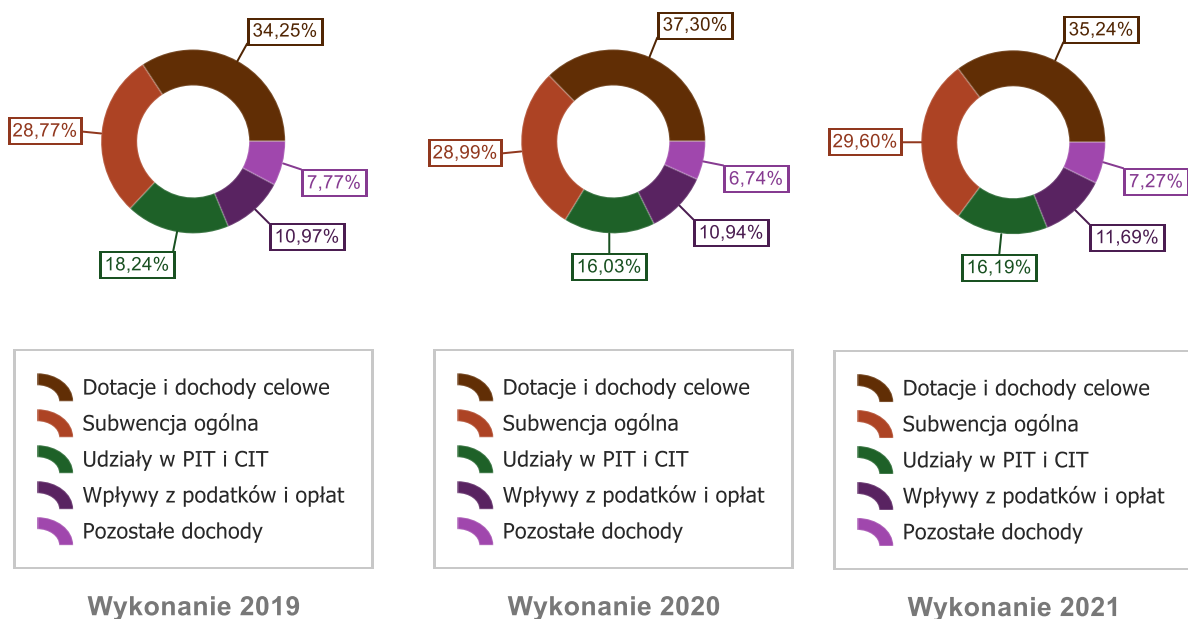 34,25%
28,77%
7,77%
10,97%
18,24%
Dotacje i dochody celowe
Subwencja ogólna
Udziały w PIT i CIT
Wpływy z podatków i opłat
Pozostałe dochody
Wykonanie 2019
37,30%
28,99%
6,74%
10,94%
16,03%
Dotacje i dochody celowe
Subwencja ogólna
Udziały w PIT i CIT
Wpływy z podatków i opłat
Pozostałe dochody
Wykonanie 2020
35,24%
29,60%
7,27%
11,69%
16,19%
Dotacje i dochody celowe
Subwencja ogólna
Udziały w PIT i CIT
Wpływy z podatków i opłat
Pozostałe dochody
Wykonanie 2021